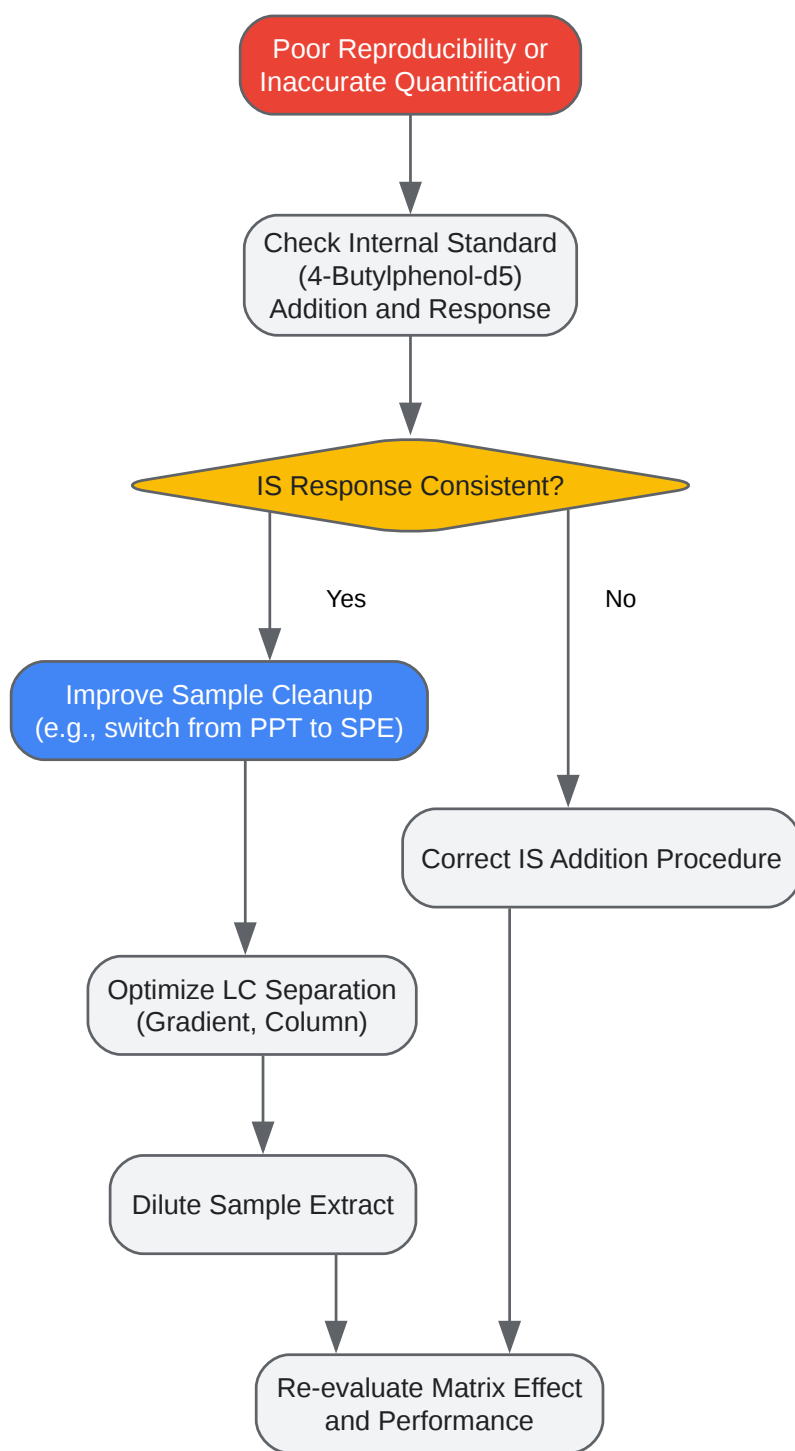 Poor Reproducibility or
Inaccurate Quantification
Check Internal Standard
(4-Butylphenol-d5)
Addition and Response
IS Response Consistent?
Yes
No
Improve Sample Cleanup
(e.g., switch from PPT to SPE)
Correct IS Addition Procedure
Optimize LC Separation
(Gradient, Column)
Dilute Sample Extract
Re-evaluate Matrix Effect
and Performance